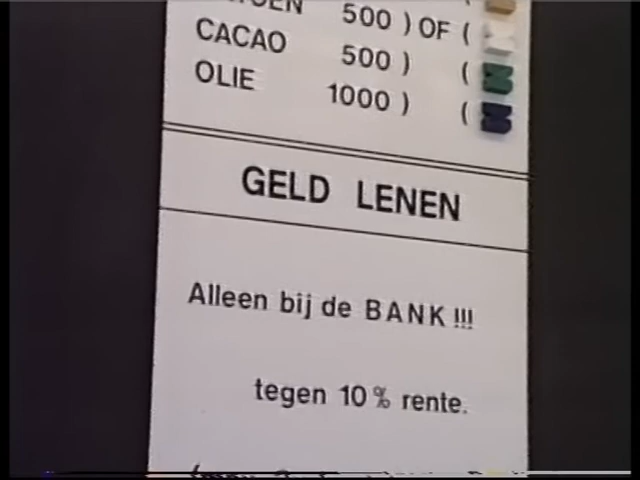 500 ) OF (
CACAO 500 ) (
OLIE 1000 ) (
GELD LENEN
Alleen bij de BANK !!!
tegen 10% rente.